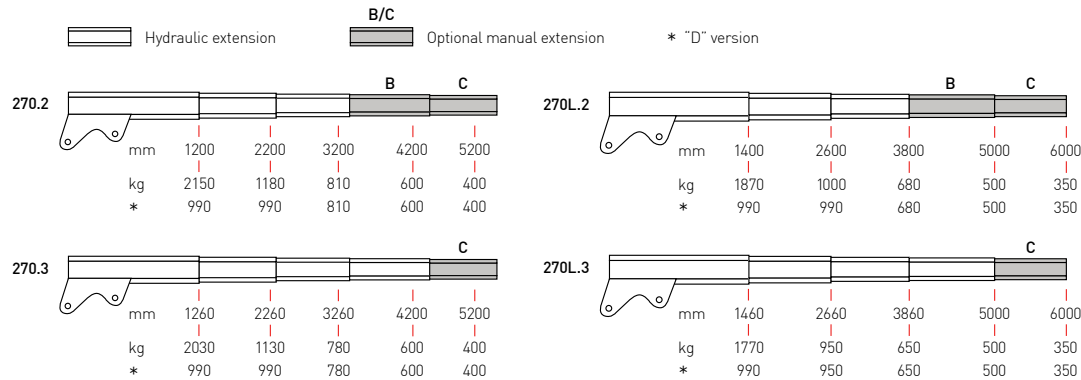 B/C
Hydraulic extension Optional manual extension * "D" version
270.2 B C
mm 1200 2200 3200 4200 5200
kg 2150 1180 810 600 400
* 990 990 810 600 400
270L.2 B C
mm 1400 2600 3800 5000 6000
kg 1870 1000 680 500 350
* 990 990 680 500 350
270.3 C
mm 1260 2260 3260 4200 5200
kg 2030 1130 780 600 400
* 990 990 780 600 400
270L.3 C
mm 1460 2660 3860 5000 6000
kg 1770 950 650 500 350
* 990 950 650 500 350